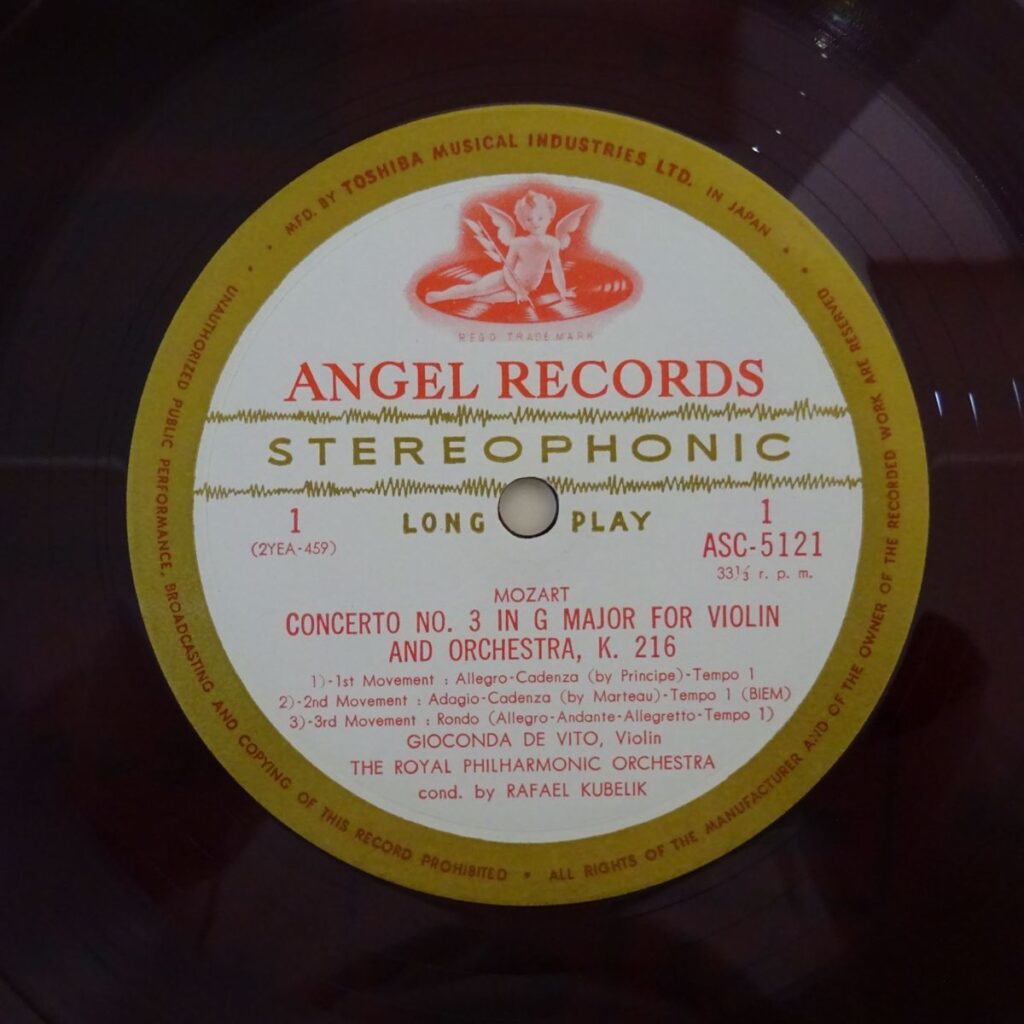 MFD. BY TOSHIBA MUSICAL INDUSTRIES LTD. IN JAPAN
REGD. TRADE MARK
ANGEL RECORDS
STEREOPHONIC
LONG PLAY
1
(2YEA-459)
1
ASC-5121
33⅓ r. p. m.
MOZART
CONCERTO NO. 3 IN G MAJOR FOR VIOLIN
AND ORCHESTRA, K. 216
1)-1st Movement : Allegro-Cadenza (by Principe)-Tempo 1
2)-2nd Movement : Adagio-Cadenza (by Marteau)-Tempo 1 (BIEM)
3)-3rd Movement : Rondo (Allegro-Andante-Allegretto-Tempo 1)
GIOCONDA DE VITO, Violin
THE ROYAL PHILHARMONIC ORCHESTRA
cond. by RAFAEL KUBELIK
UNAUTHORIZED PUBLIC PERFORMANCE, BROADCASTING AND COPYING OF THIS RECORD PROHIBITED • ALL RIGHTS OF THE MANUFACTURER AND OF THE OWNER OF THE RECORDED WORK ARE RESERVED